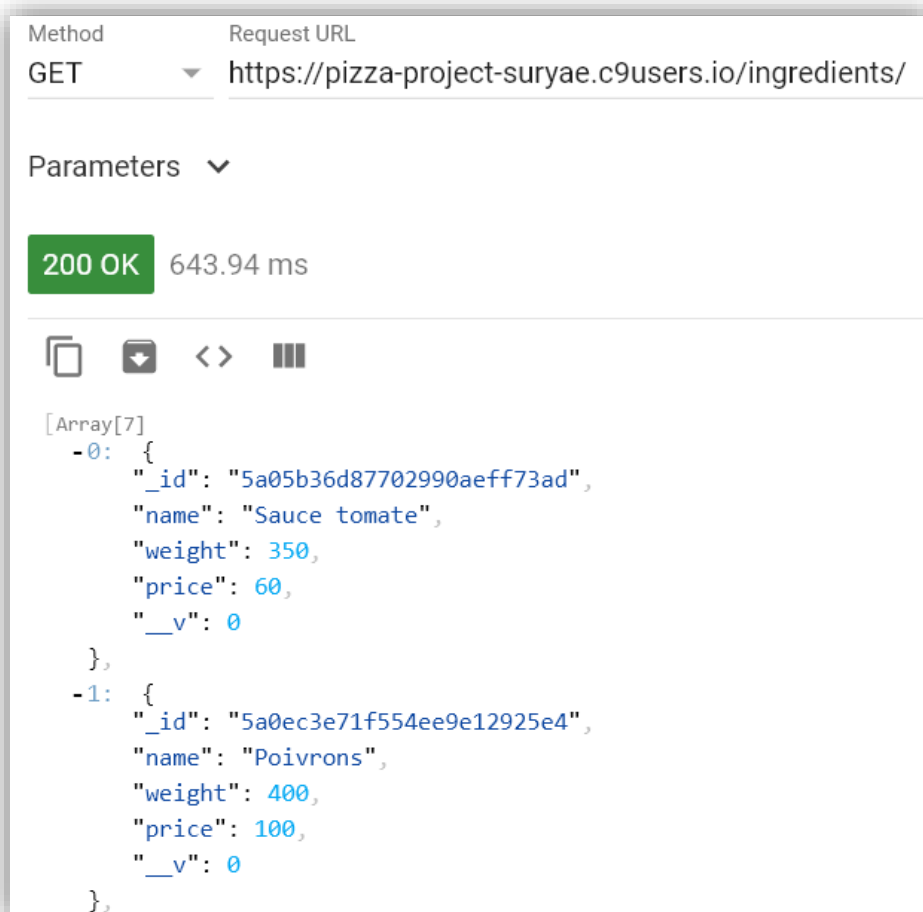 Method Request URL
GET https://pizza-project-suryae.c9users.io/ingredients/
Parameters
200 OK 643.94 ms
[Array[7]
-0: {
"_id": "5a05b36d87702990aeff73ad",
"name": "Sauce tomate",
"weight": 350,
"price": 60,
"__v": 0
},
-1: {
"_id": "5a0ec3e71f554ee9e12925e4",
"name": "Poivrons",
"weight": 400,
"price": 100,
"__v": 0
},